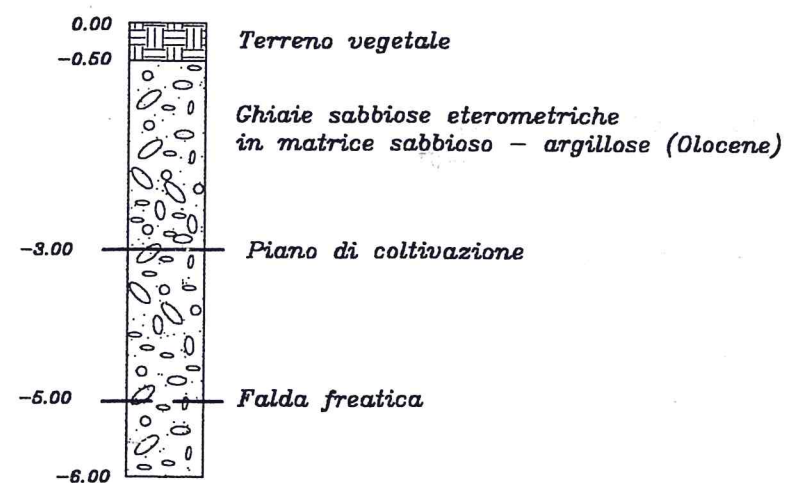 0.00
Terreno vegetale
-0.50
Ghiaie sabbiose eterometriche
in matrice sabbioso - argillose (Olocene)
-3.00
Piano di coltivazione
-5.00
Falda freatica
-6.00